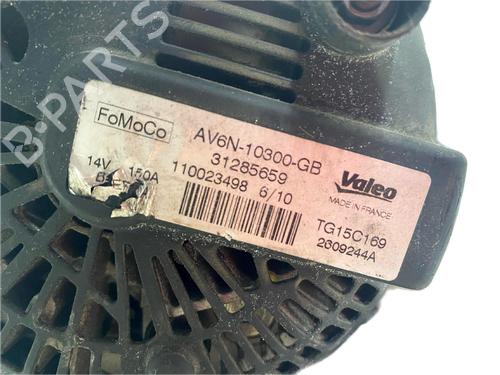 B-PARTS
FoMoCo
AV6N-10300-GB
31285659
14V 150A
110023498 6/10
Valeo
MADE IN FRANCE
TG15C169
2609244A